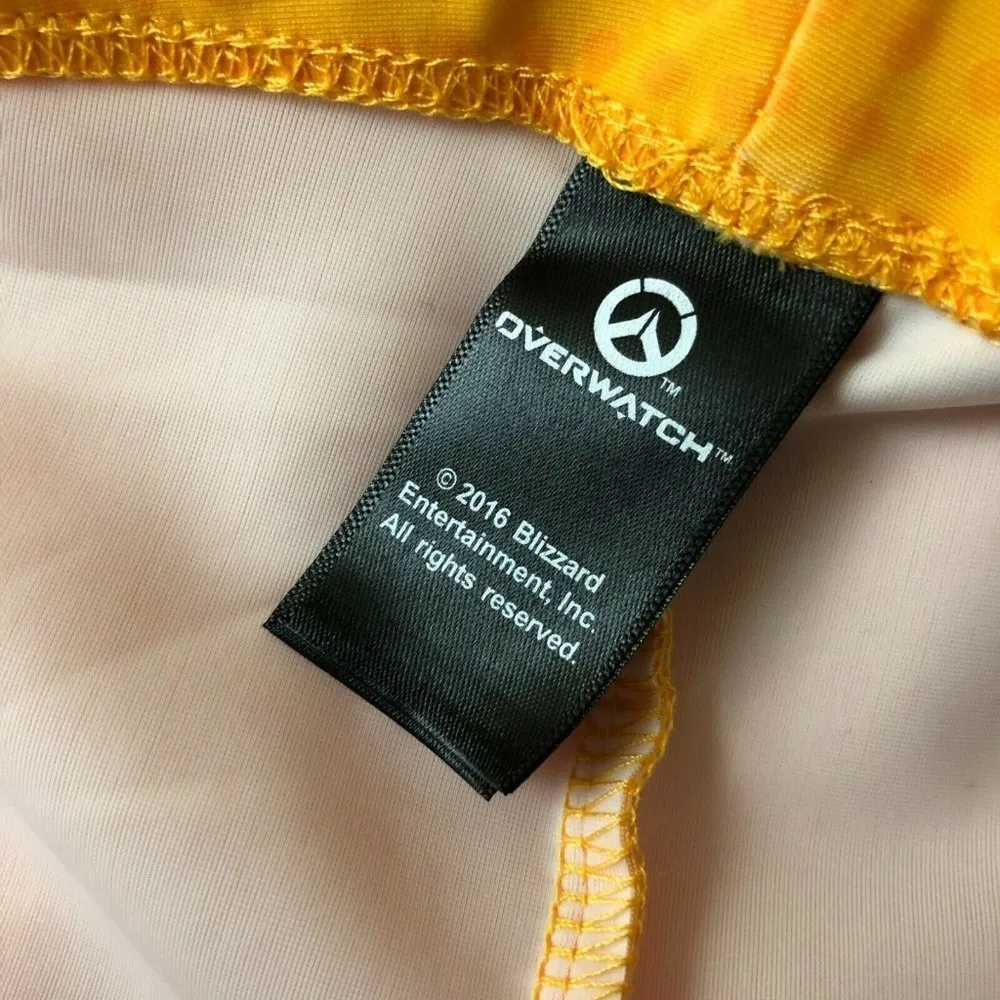 TM
OVERWATCH™
© 2016 Blizzard
Entertainment, Inc.
All rights reserved.